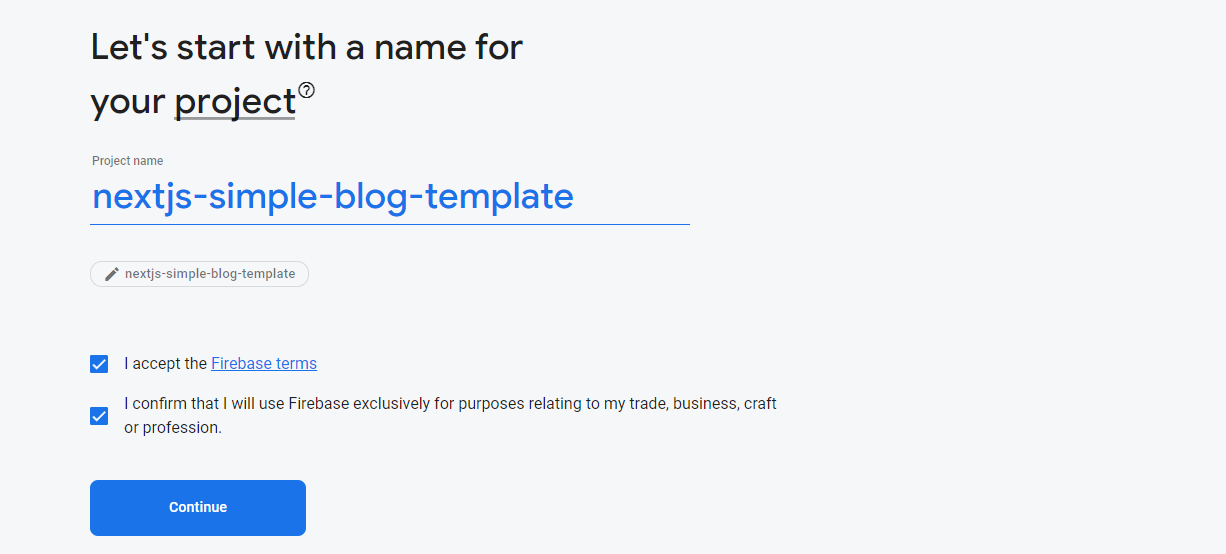 Let's start with a name for
your project
Project name
nextjs-simple-blog-template
nextjs-simple-blog-template
I accept the Firebase terms
I confirm that I will use Firebase exclusively for purposes relating to my trade, business, craft
or profession.
Continue